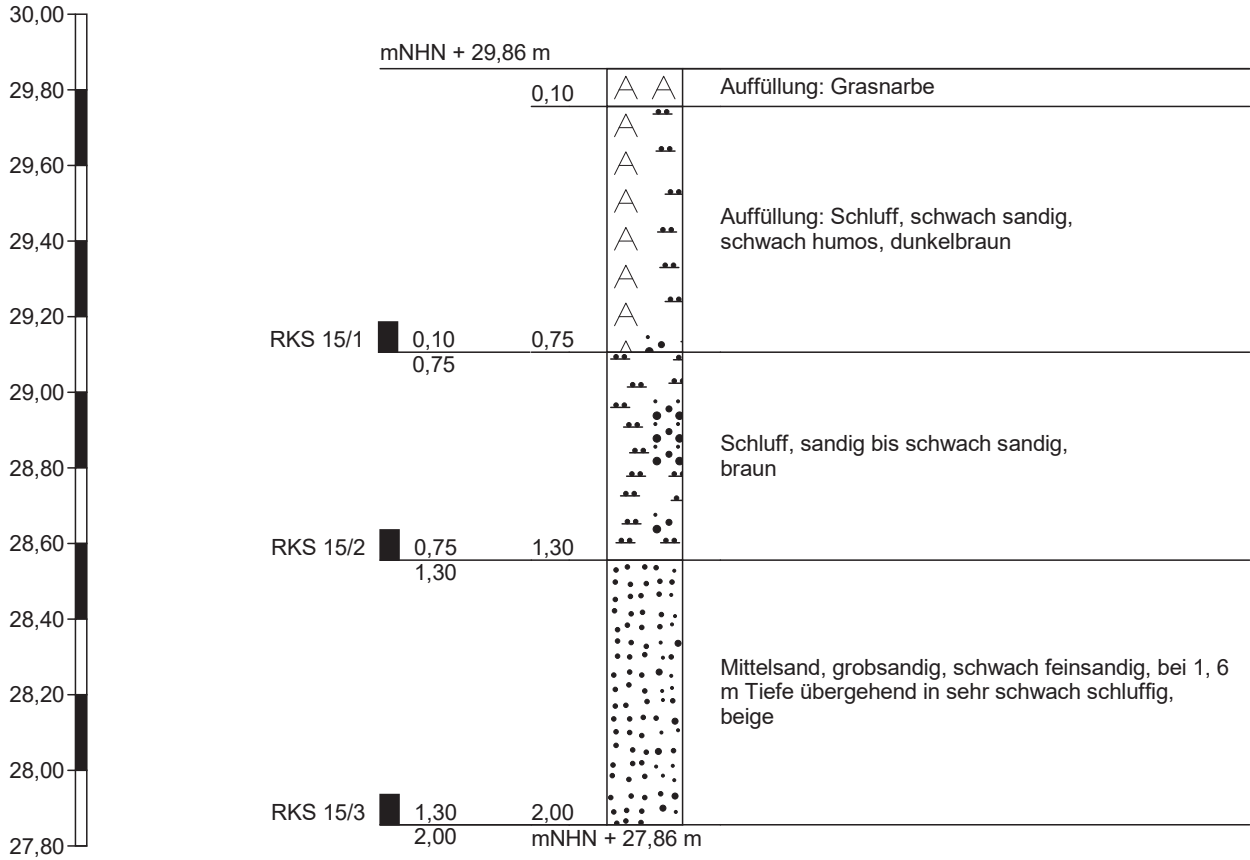 30,00
mNHN + 29,86 m
29,80
0,10
Auffüllung: Grasnarbe
29,60
29,40
Auffüllung: Schluff, schwach sandig,
schwach humos, dunkelbraun
29,20
RKS 15/1
0,10
0,75
0,75
29,00
28,80
Schluff, sandig bis schwach sandig,
braun
28,60
RKS 15/2
0,75
1,30
1,30
28,40
28,20
Mittelsand, grobsandig, schwach feinsandig, bei 1, 6
m Tiefe übergehend in sehr schwach schluffig,
beige
28,00
RKS 15/3
1,30
2,00
2,00
mNHN + 27,86 m
27,80